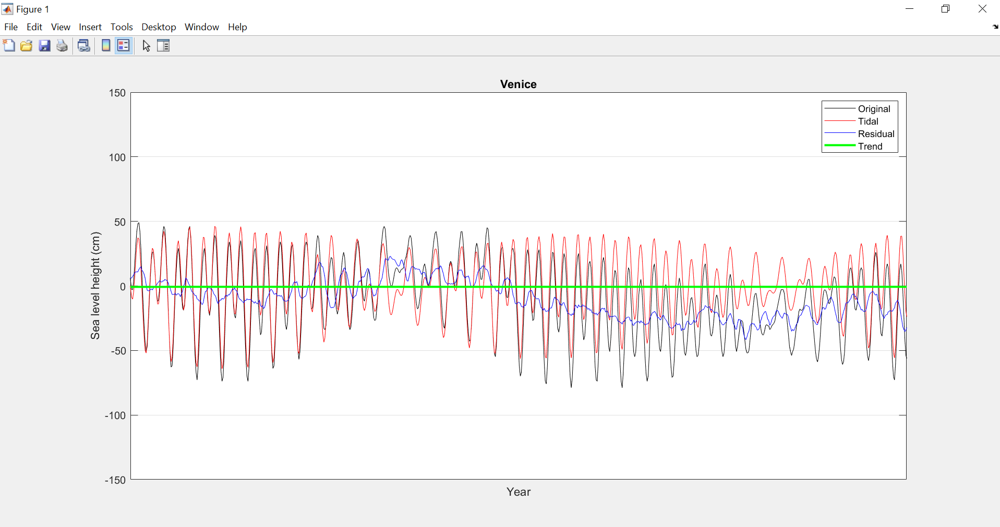 Figure 1
File Edit View Insert Tools Desktop Window Help
Venice
150
100
50
0
-50
-100
-150
Sea level height (cm)
Year
Original
Tidal
Residual
Trend